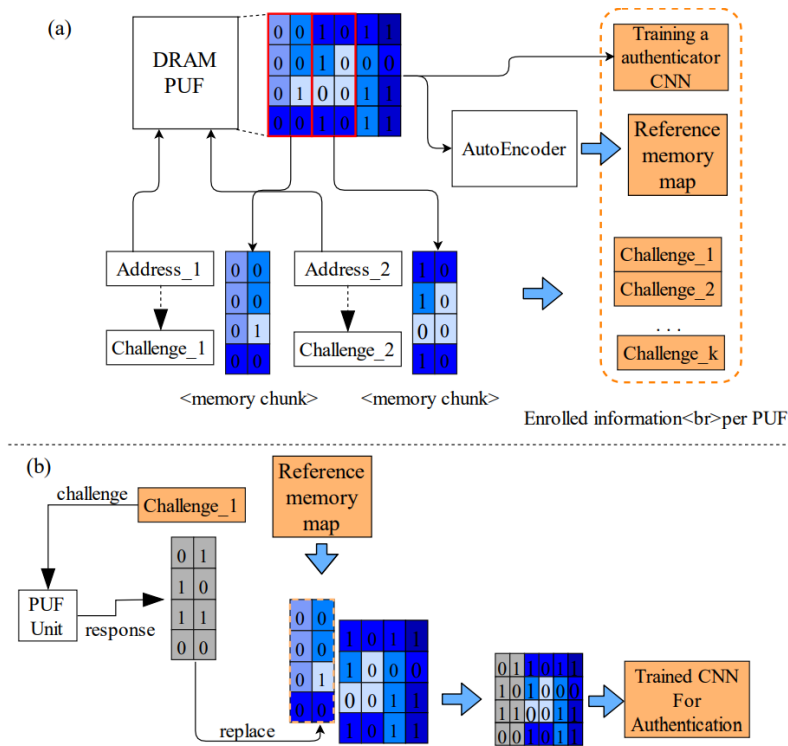 (a)
DRAM
PUF
0 0 1 0 1 1
0 0 1 0 0 0
0 1 0 0 1 1
0 0 1 0 1 1
Training a
authenticator
CNN
AutoEncoder
Reference
memory
map
Address_1
Challenge_1
0 0
0 0
0 1
0 0
<memory chunk>
Address_2
Challenge_2
1 0
1 0
0 0
1 0
<memory chunk>
Challenge_1
Challenge_2
. . .
Challenge_k
Enrolled information<br>per PUF
(b)
challenge
Challenge_1
PUF
Unit
response
0 1
1 0
1 1
0 0
replace
Reference
memory
map
0 0
0 0
0 1
0 0
1 0 1 1
1 0 0 0
0 0 1 1
1 0 1 1
0 1 1 0 1 1
1 0 1 0 0 0
1 1 0 0 1 1
0 0 1 0 1 1
Trained CNN
For
Authentication